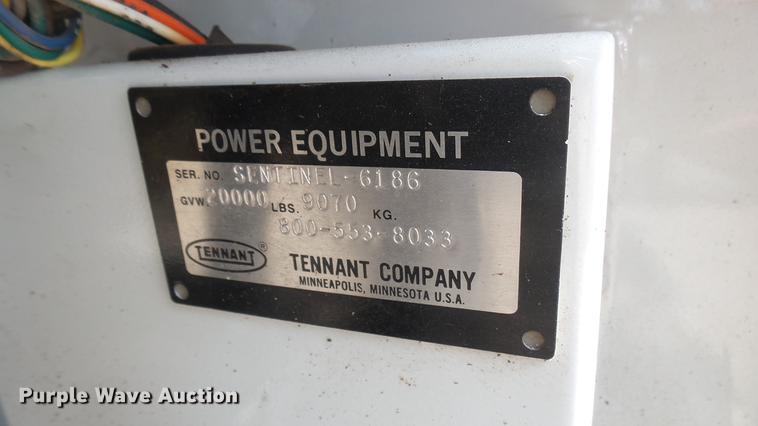 POWER EQUIPMENT
SER. NO. SENTINEL-6186
GVW. 20000 LBS. 9070 KG.
800-553-8033
TENNANT ®
TENNANT COMPANY
MINNEAPOLIS, MINNESOTA U.S.A.
Purple Wave Auction